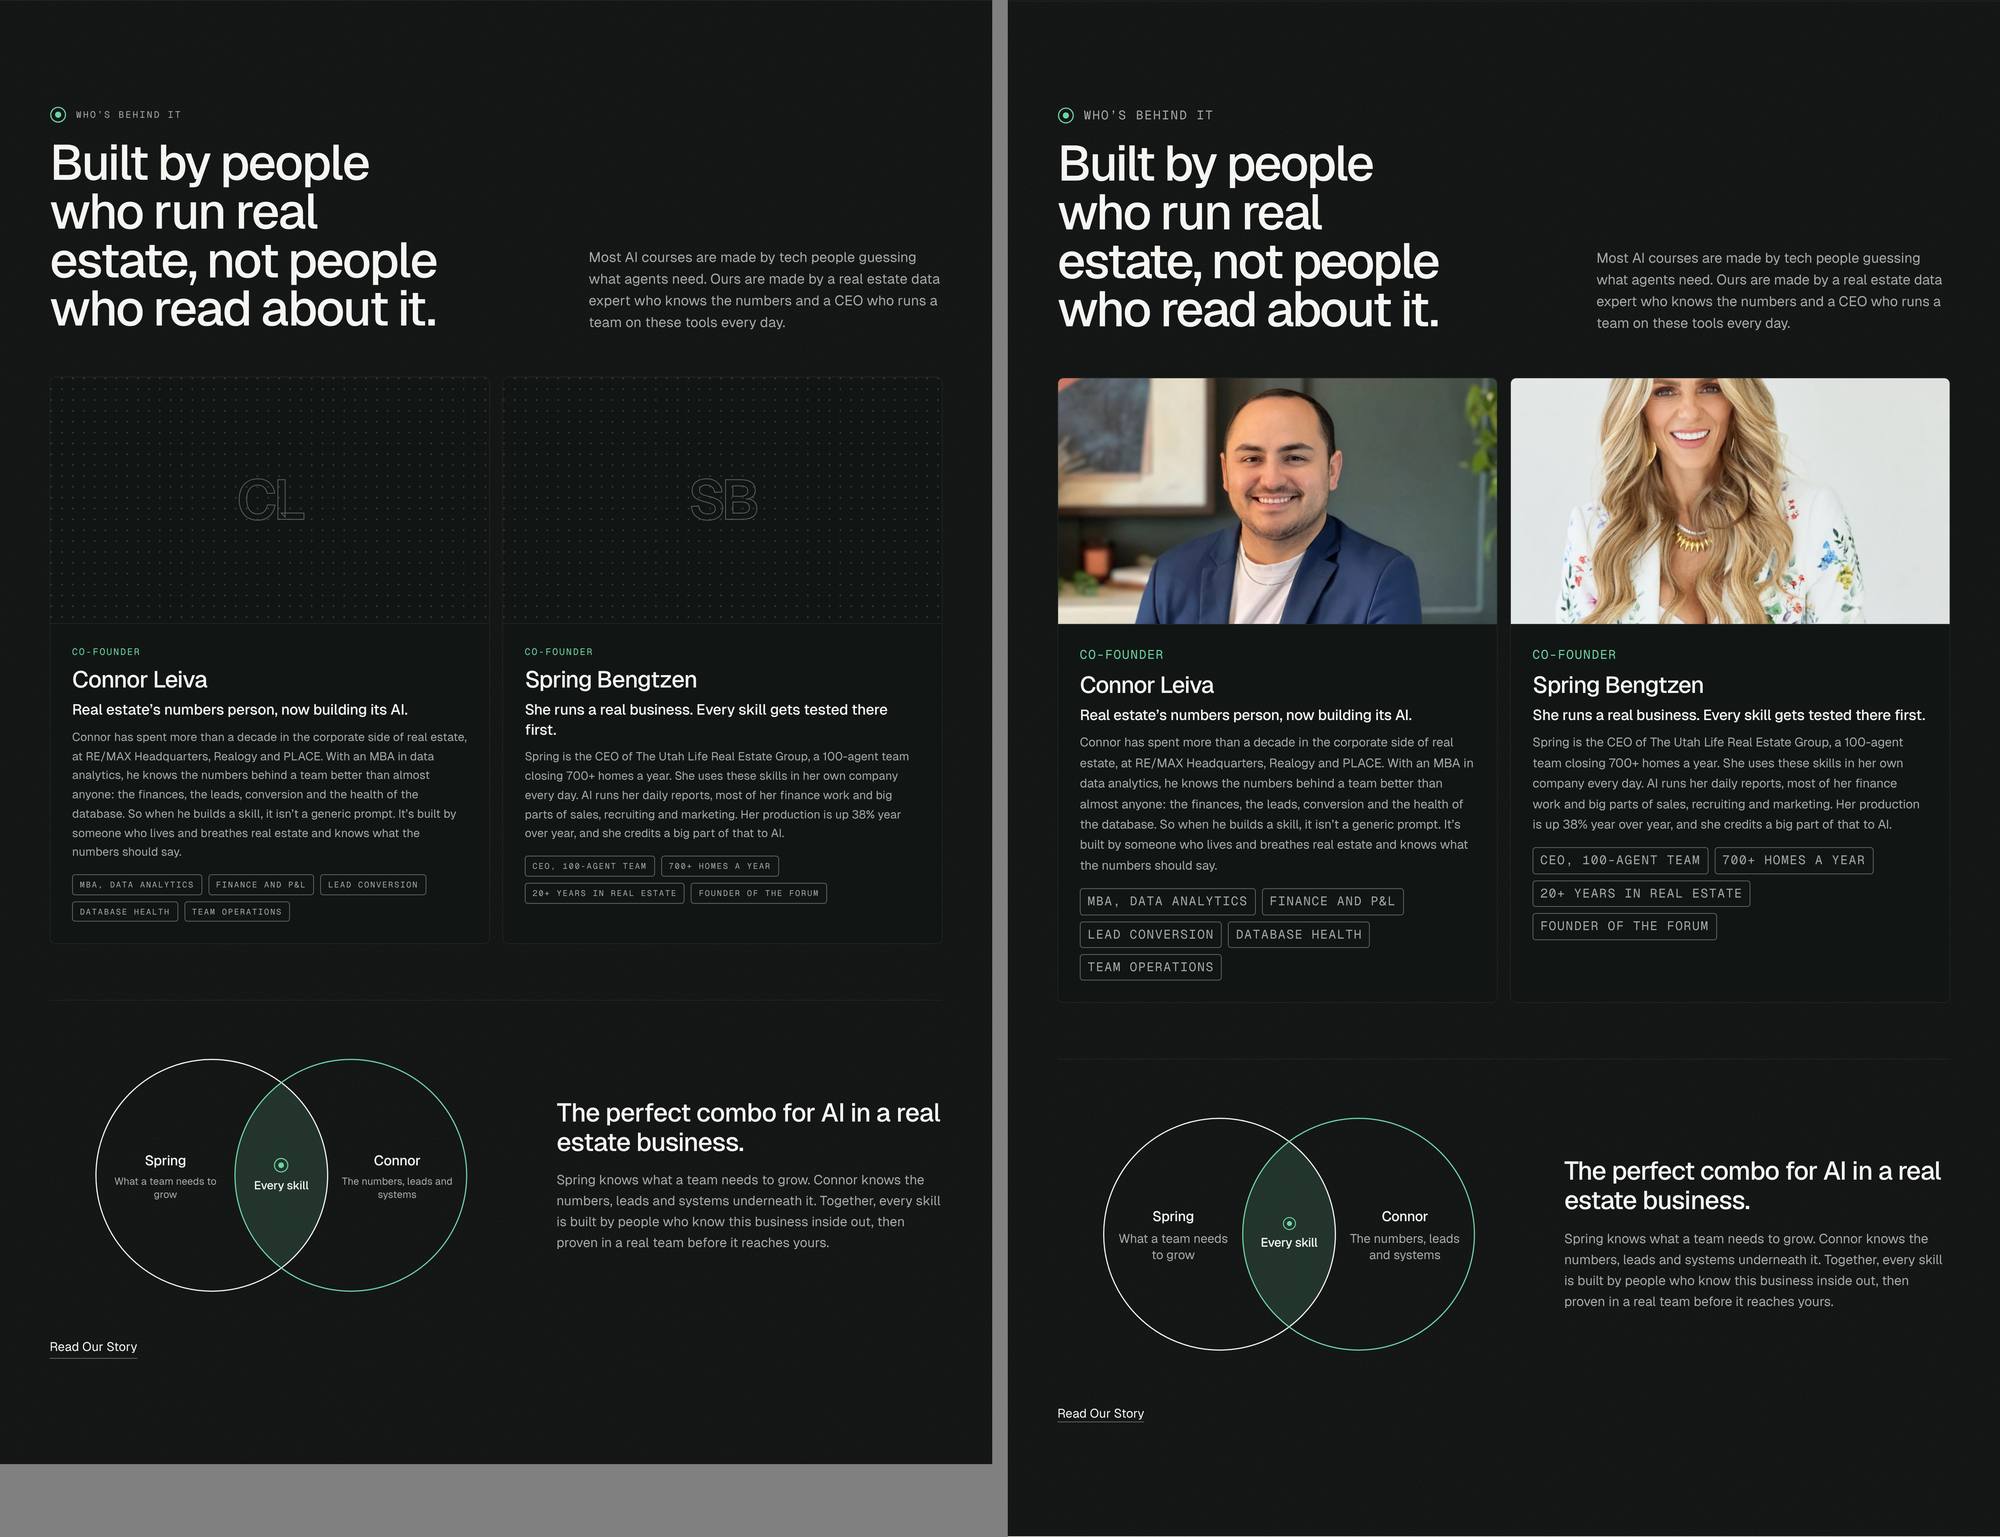 WHO'S BEHIND IT
Built by people
who run real
estate, not people
who read about it.
Most AI courses are made by tech people guessing
what agents need. Ours are made by a real estate data
expert who knows the numbers and a CEO who runs a
team on these tools every day.
CL
CO-FOUNDER
Connor Leiva
Real estate's numbers person, now building its AI.
Connor has spent more than a decade in the corporate side of real estate,
at RE/MAX Headquarters, Realogy and PLACE. With an MBA in data
analytics, he knows the numbers behind a team better than almost
anyone: the finances, the leads, conversion and the health of the
database. So when he builds a skill, it isn't a generic prompt. It's built by
someone who lives and breathes real estate and knows what the
numbers should say.
MBA, DATA ANALYTICS
FINANCE AND P&L
LEAD CONVERSION
DATABASE HEALTH
TEAM OPERATIONS
SB
CO-FOUNDER
Spring Bengtzen
She runs a real business. Every skill gets tested there
first.
Spring is the CEO of The Utah Life Real Estate Group, a 100-agent team
closing 700+ homes a year. She uses these skills in her own company
every day. AI runs her daily reports, most of her finance work and big
parts of sales, recruiting and marketing. Her production is up 38% year
over year, and she credits a big part of that to AI.
CEO, 100-AGENT TEAM
700+ HOMES A YEAR
20+ YEARS IN REAL ESTATE
FOUNDER OF THE FORUM
Spring
What a team needs to
grow
Every skill
Connor
The numbers, leads and
systems
The perfect combo for AI in a real
estate business.
Spring knows what a team needs to grow. Connor knows the
numbers, leads and systems underneath it. Together, every skill
is built by people who know this business inside out, then
proven in a real team before it reaches yours.
Read Our Story
WHO'S BEHIND IT
Built by people
who run real
estate, not people
who read about it.
Most AI courses are made by tech people guessing
what agents need. Ours are made by a real estate data
expert who knows the numbers and a CEO who runs a
team on these tools every day.
CO-FOUNDER
Connor Leiva
Real estate's numbers person, now building its AI.
Connor has spent more than a decade in the corporate side of real
estate, at RE/MAX Headquarters, Realogy and PLACE. With an MBA in
data analytics, he knows the numbers behind a team better than
almost anyone: the finances, the leads, conversion and the health of
the database. So when he builds a skill, it isn't a generic prompt. It's
built by someone who lives and breathes real estate and knows what
the numbers should say.
MBA, DATA ANALYTICS
FINANCE AND P&L
LEAD CONVERSION
DATABASE HEALTH
TEAM OPERATIONS
CO-FOUNDER
Spring Bengtzen
She runs a real business. Every skill gets tested there first.
Spring is the CEO of The Utah Life Real Estate Group, a 100-agent
team closing 700+ homes a year. She uses these skills in her own
company every day. AI runs her daily reports, most of her finance
work and big parts of sales, recruiting and marketing. Her production
is up 38% year over year, and she credits a big part of that to AI.
CEO, 100-AGENT TEAM
700+ HOMES A YEAR
20+ YEARS IN REAL ESTATE
FOUNDER OF THE FORUM
Spring
What a team needs
to grow
Every skill
Connor
The numbers, leads
and systems
The perfect combo for AI in a real
estate business.
Spring knows what a team needs to grow. Connor knows the
numbers, leads and systems underneath it. Together, every skill
is built by people who know this business inside out, then
proven in a real team before it reaches yours.
Read Our Story